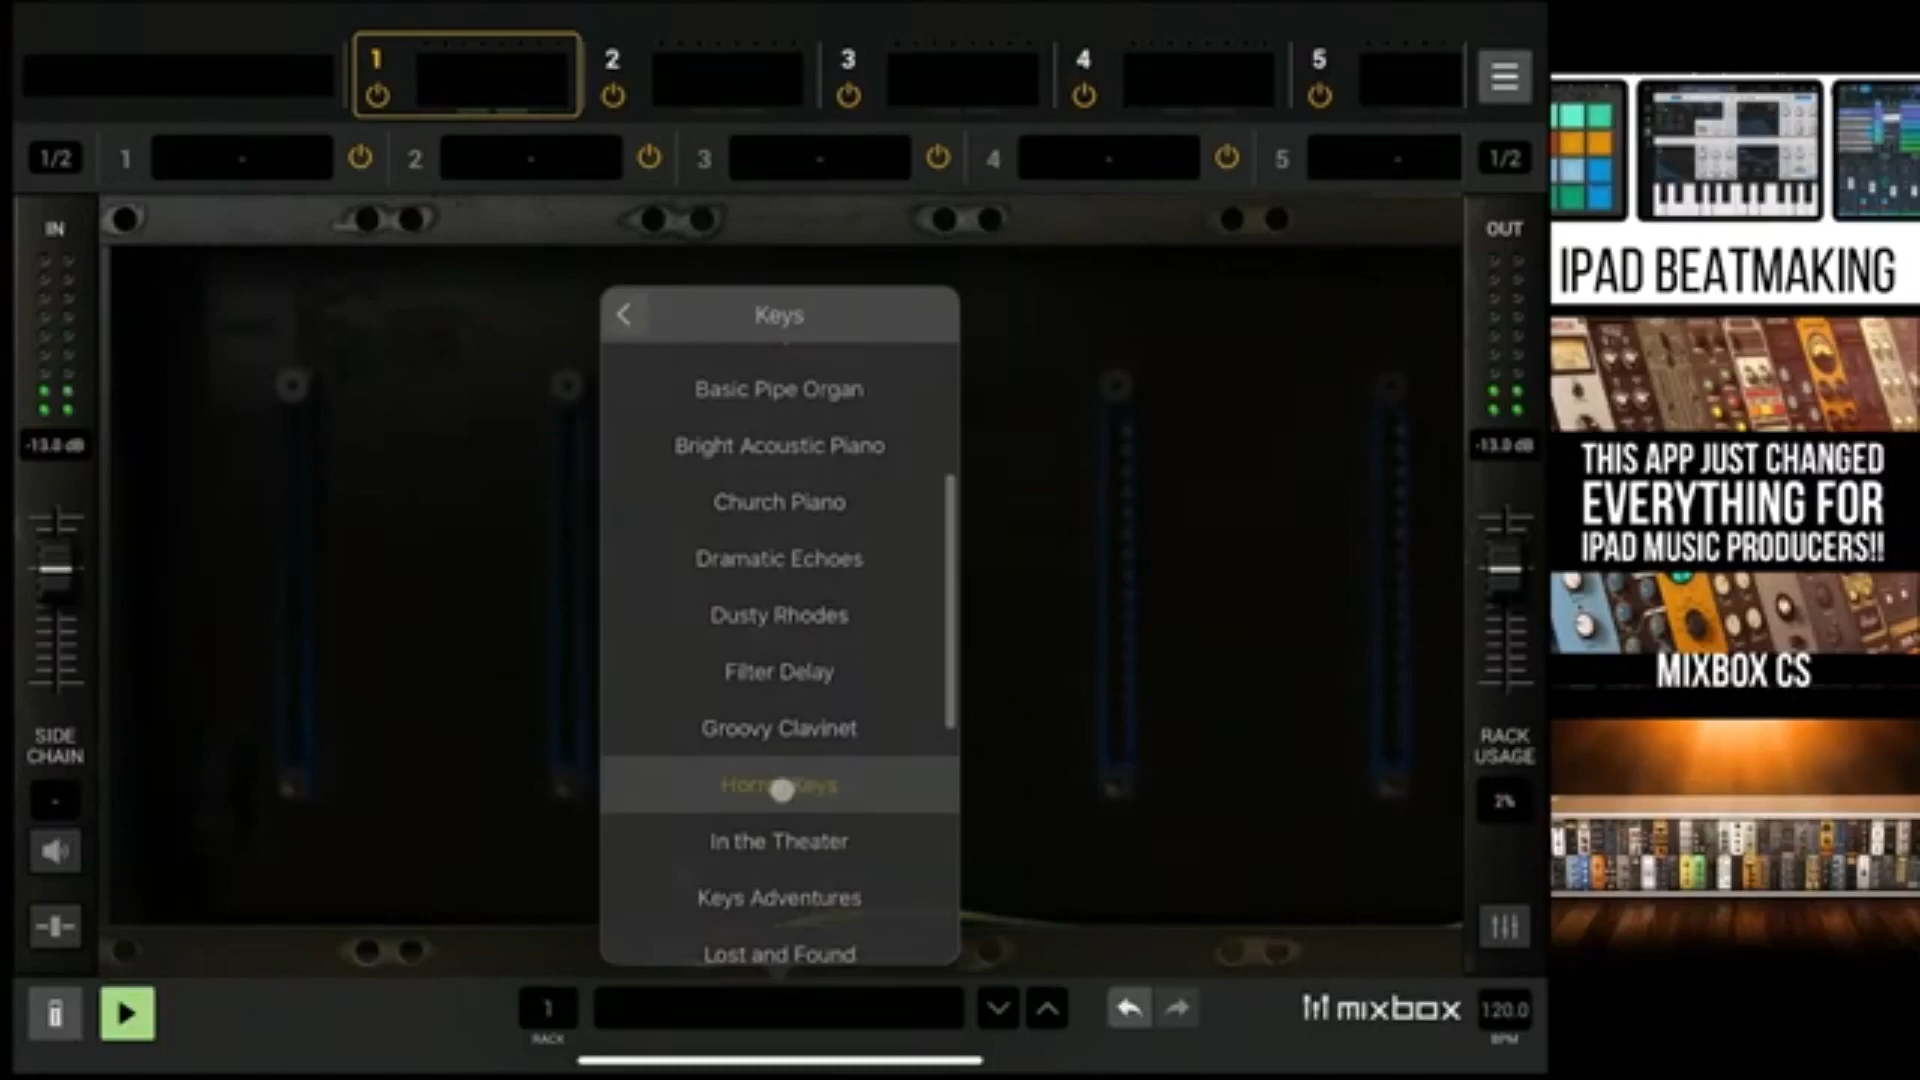 1
2
3
4
5
1/2
1
-
2
-
3
-
4
-
5
-
1/2
IN
-13.0 dB
SIDE
CHAIN
-
Keys
Basic Pipe Organ
Bright Acoustic Piano
Church Piano
Dramatic Echoes
Dusty Rhodes
Filter Delay
Groovy Clavinet
Keys
In the Theater
Keys Adventures
Lost and Found
OUT
-13.0 dB
RACK
USAGE
2%
1
RACK
mixbox
120.0
BPM
IPAD BEATMAKING
THIS APP JUST CHANGED
EVERYTHING FOR
IPAD MUSIC PRODUCERS!!
MIXBOX CS